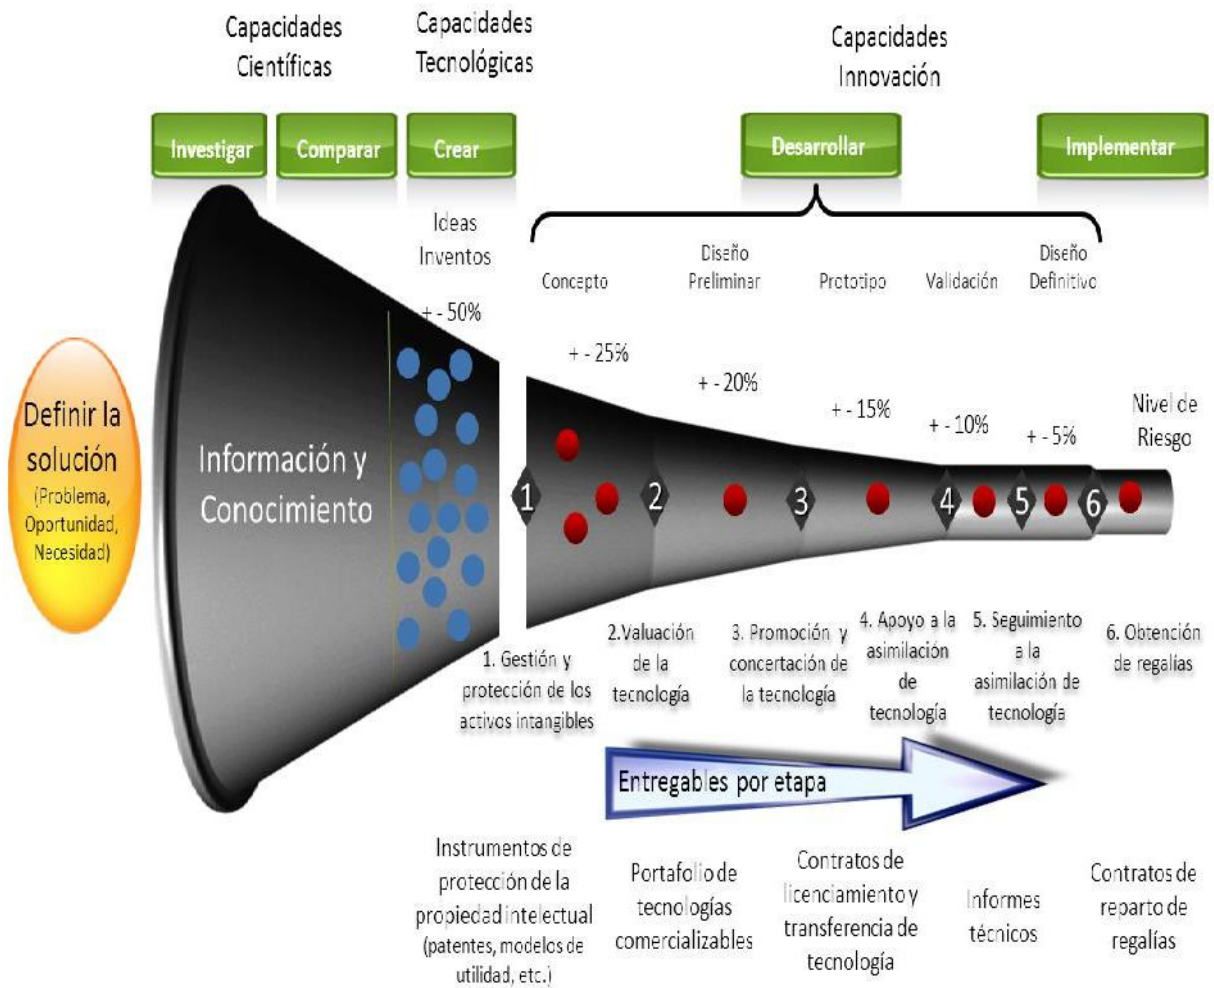 Capacidades
Científicas
Capacidades
Tecnológicas
Capacidades
Innovación
Investigar
Comparar
Crear
Desarrollar
Implementar
Ideas
Inventos
Concepto
Diseño
Preliminar
Prototipo
Validación
Diseño
Definitivo
+ - 50%
+ - 25%
+ - 20%
+ - 15%
+ - 10%
+ - 5%
Nivel de
Riesgo
Definir la
solución
(Problema,
Oportunidad,
Necesidad)
Información y
Conocimiento
1
2
3
4
5
6
1. Gestión y
protección de los
activos intangibles
2.Valuación
de la
tecnología
3. Promoción y
concertación de
la tecnología
4. Apoyo a la
asimilación
de
tecnología
5. Seguimiento
a la
asimilación de
tecnología
6. Obtención
de regalías
Entregables por etapa
Instrumentos de
protección de la
propiedad intelectual
(patentes, modelos de
utilidad, etc.)
Portafolio de
tecnologías
comercializables
Contratos de
licenciamiento y
transferencia de
tecnología
Informes
técnicos
Contratos de
reparto de
regalías